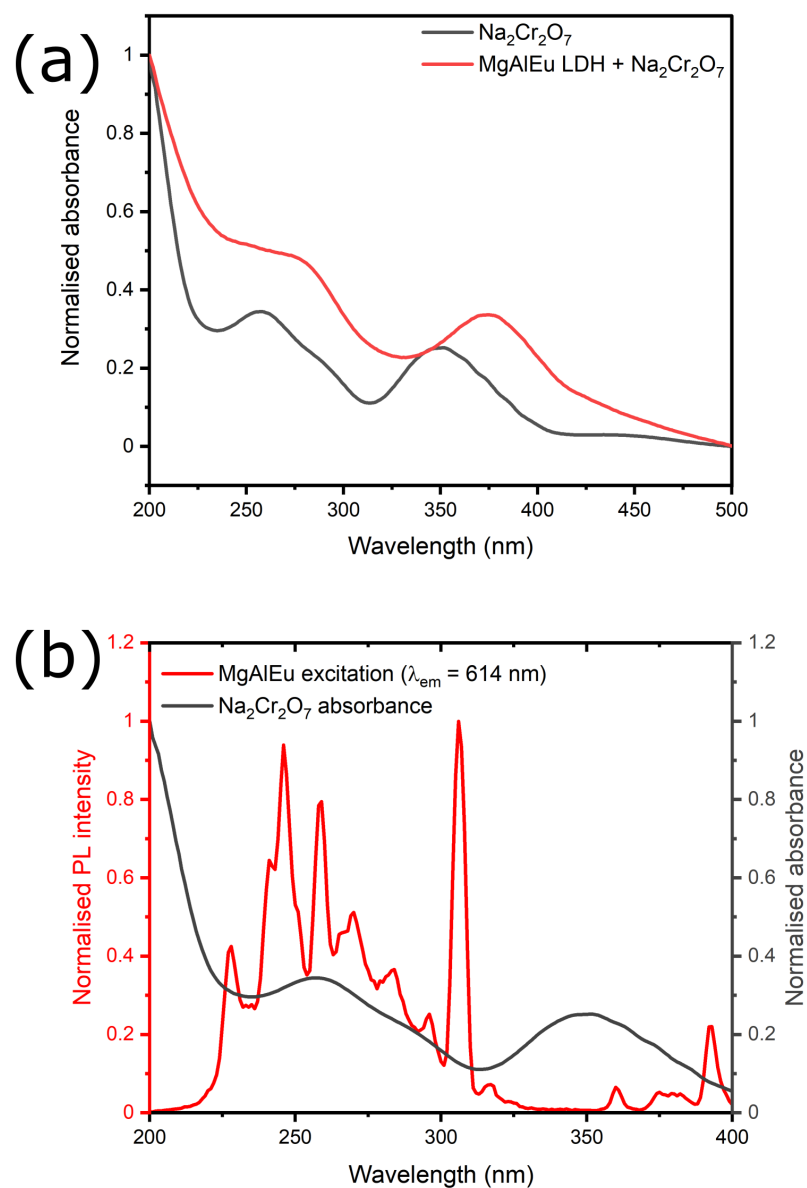 (a)
Na₂Cr₂O₇
MgAlEu LDH + Na₂Cr₂O₇
Normalised absorbance
1
0.8
0.6
0.4
0.2
0
200 250 300 350 400 450 500
Wavelength (nm)
(b)
MgAlEu excitation (λem = 614 nm)
Na₂Cr₂O₇ absorbance
Normalised PL intensity
1.2
1
0.8
0.6
0.4
0.2
0
Normalised absorbance
1.2
1
0.8
0.6
0.4
0.2
0
200 250 300 350 400
Wavelength (nm)